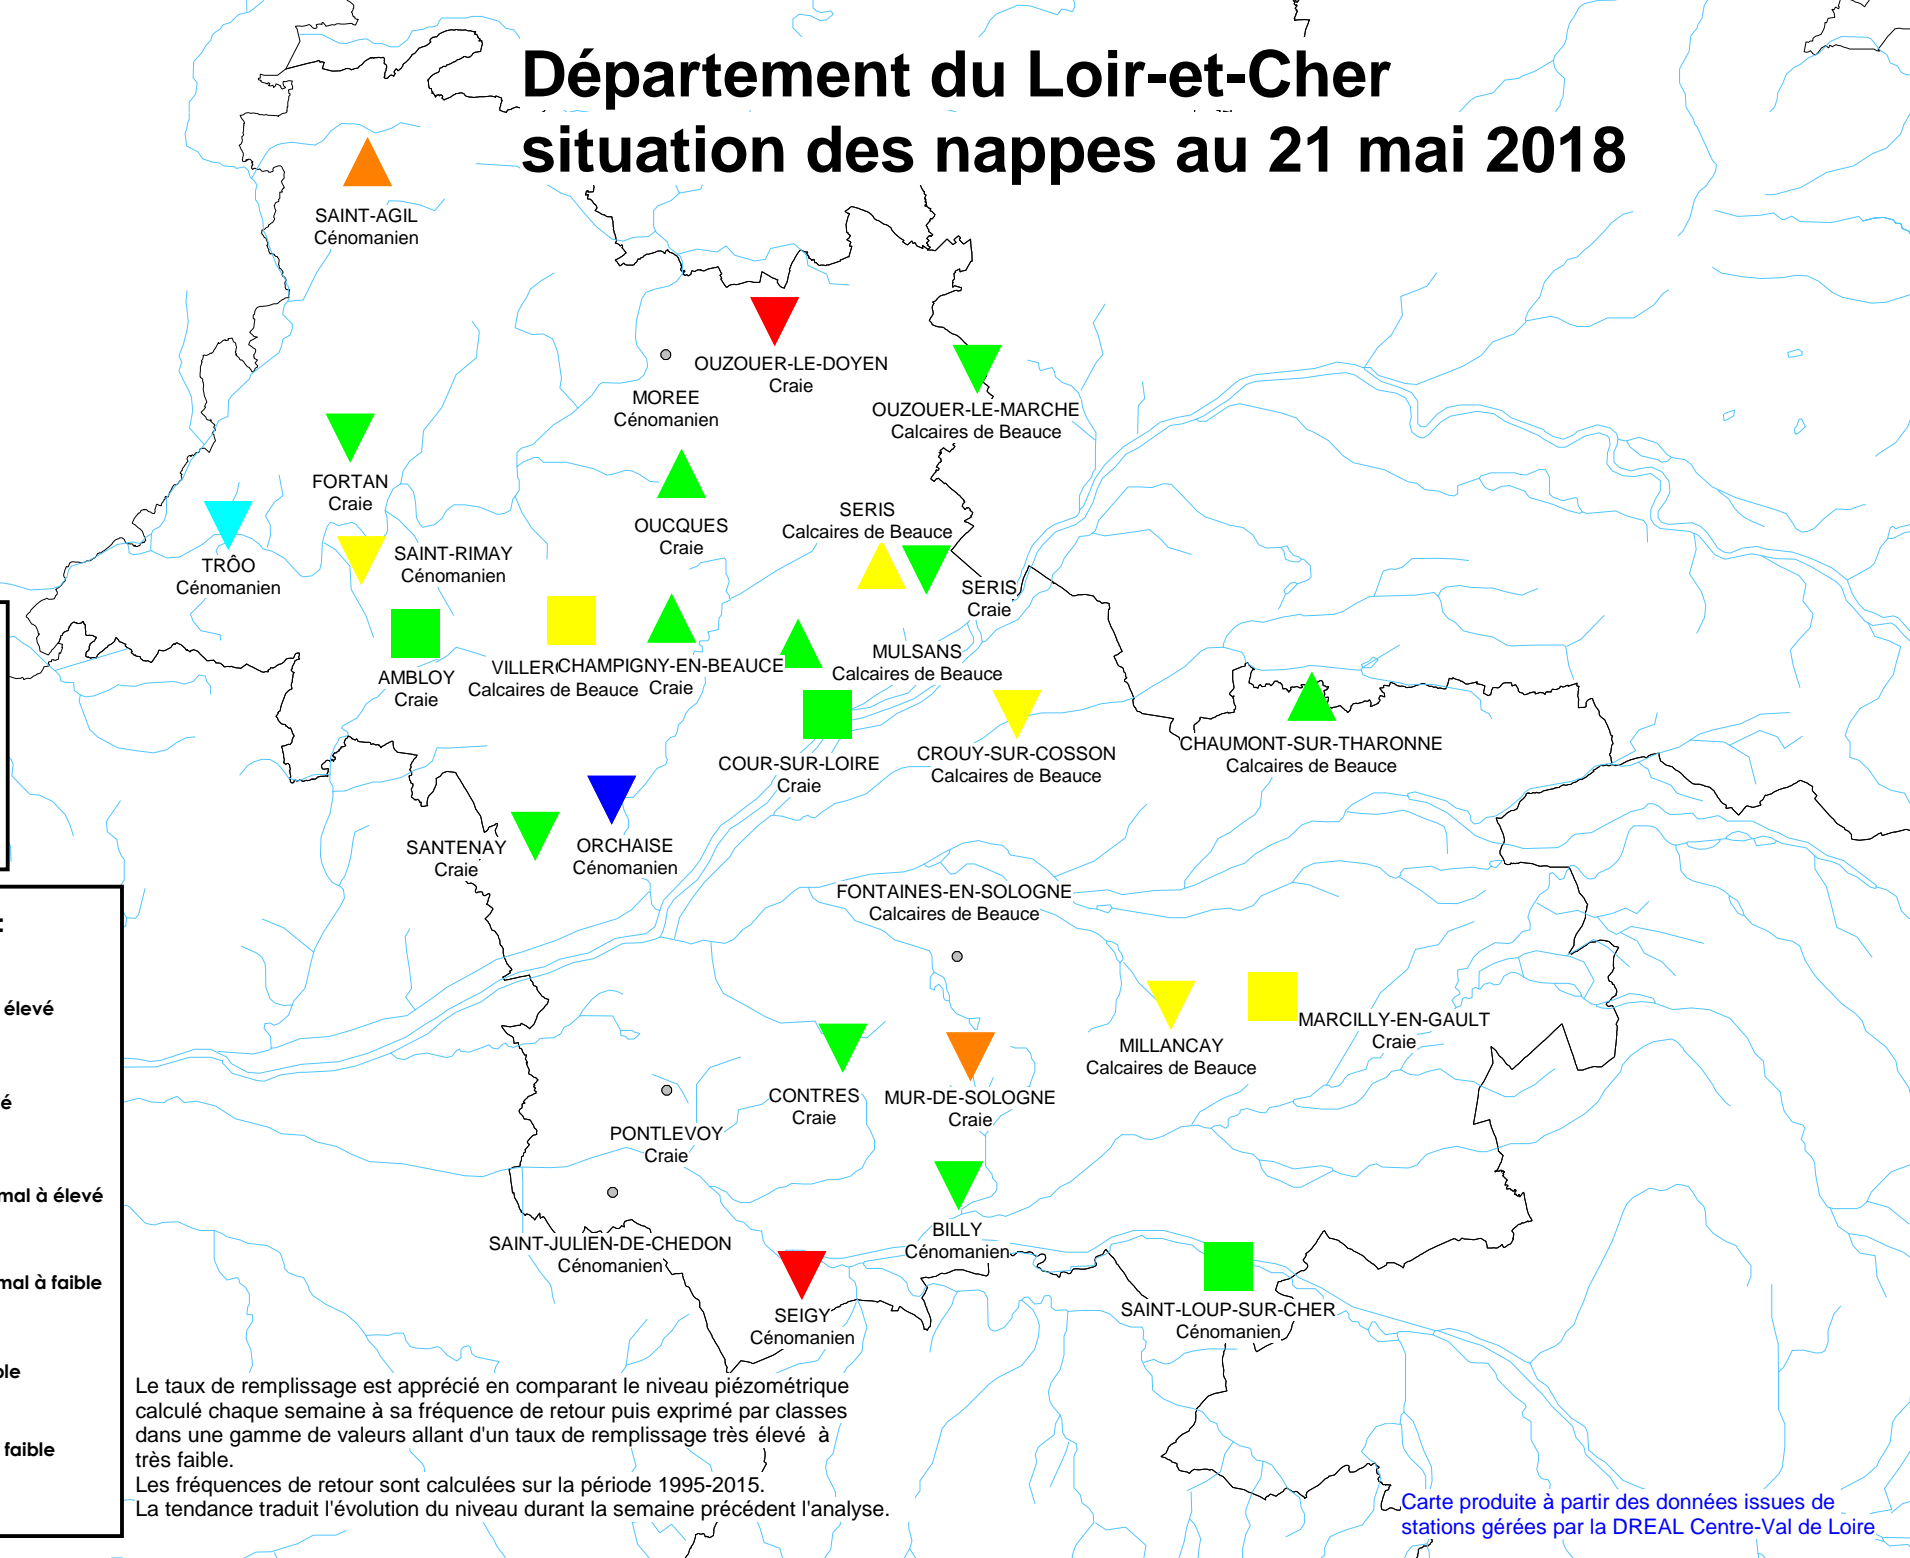 Département du Loir-et-Cher
situation des nappes au 21 mai 2018
SAINT-AGIL
Cénomanien
OUZOUER-LE-DOYEN
Craie
MOREE
Cénomanien
OUZOUER-LE-MARCHE
Calcaires de Beauce
FORTAN
Craie
OUCQUES
Craie
SERIS
Calcaires de Beauce
TRÔO
Cénomanien
SAINT-RIMAY
Cénomanien
SERIS
Craie
AMBLOY
Craie
VILLER
Calcaires de Beauce
CHAMPIGNY-EN-BEAUCE
Craie
MULSANS
Calcaires de Beauce
COUR-SUR-LOIRE
Craie
CROUY-SUR-COSSON
Calcaires de Beauce
CHAUMONT-SUR-THARONNE
Calcaires de Beauce
SANTENAY
Craie
ORCHAISE
Cénomanien
FONTAINES-EN-SOLOGNE
Calcaires de Beauce
MARCILLY-EN-GAULT
Craie
MILLANCAY
Calcaires de Beauce
CONTRES
Craie
MUR-DE-SOLOGNE
Craie
PONTLEVOY
Craie
BILLY
Cénomanien
SAINT-JULIEN-DE-CHEDON
Cénomanien
SEIGY
Cénomanien
SAINT-LOUP-SUR-CHER
Cénomanien
:
élevé
é
mal à élevé
mal à faible
ble
faible
Le taux de remplissage est apprécié en comparant le niveau piézométrique
calculé chaque semaine à sa fréquence de retour puis exprimé par classes
dans une gamme de valeurs allant d'un taux de remplissage très élevé à
très faible.
Les fréquences de retour sont calculées sur la période 1995-2015.
La tendance traduit l'évolution du niveau durant la semaine précédent l'analyse.
Carte produite à partir des données issues de
stations gérées par la DREAL Centre-Val de Loire